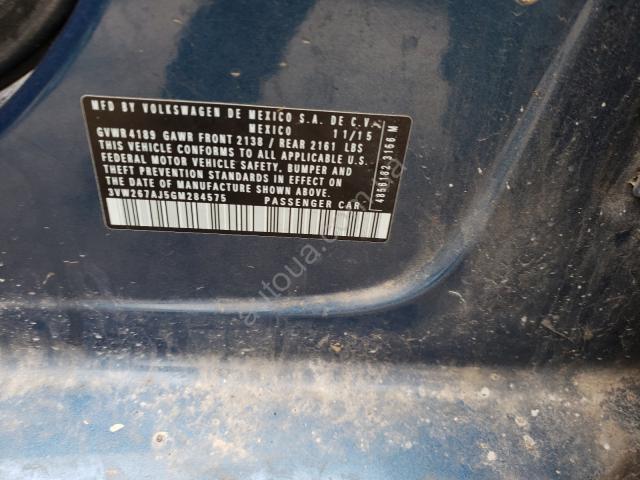 MFD BY VOLKSWAGEN DE MEXICO S.A. DE C.V.
MEXICO 11/15
GVWR 4189 GAWR FRONT 2138 / REAR 2161 LBS
THIS VEHICLE CONFORMS TO ALL APPLICABLE U.S.
FEDERAL MOTOR VEHICLE SAFETY, BUMPER AND
THEFT PREVENTION STANDARDS IN EFFECT ON THE
DATE OF MANUFACTURE SHOWN ABOVE.
3VW267AJ5GM284575 PASSENGER CAR
4856162 3166 M
autoua.com